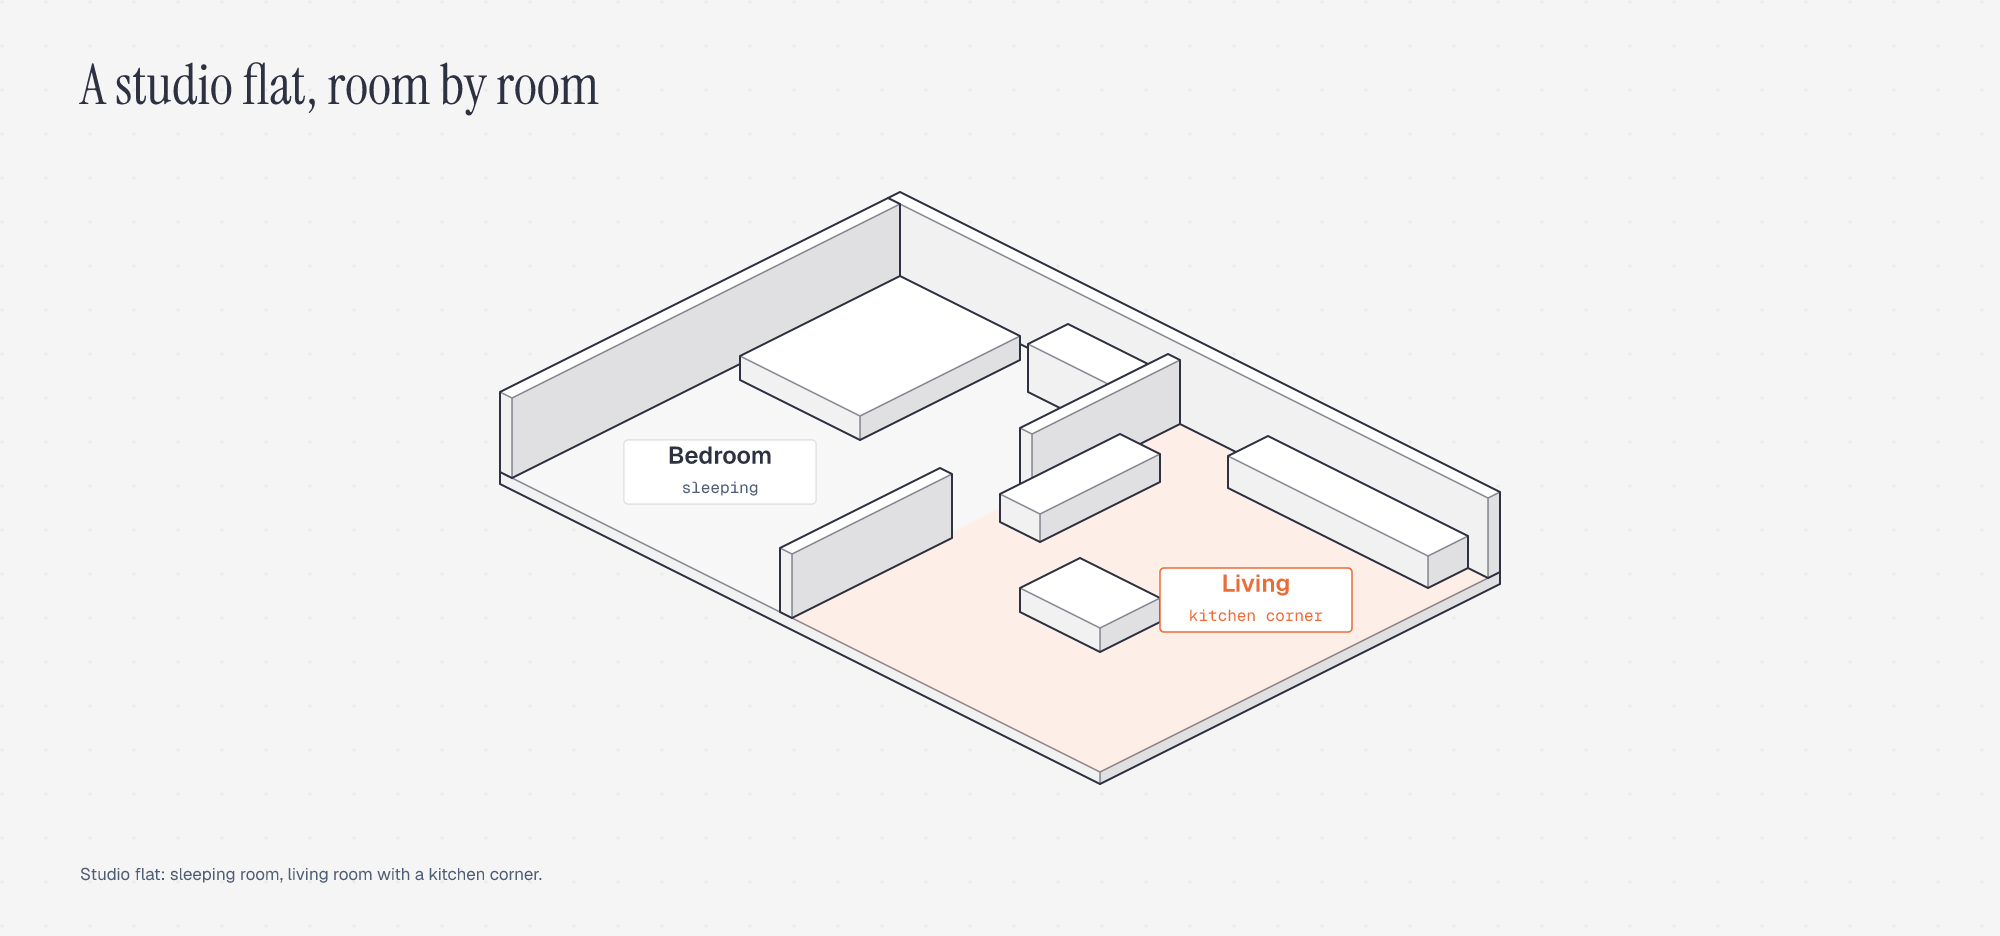 A studio flat, room by room
Bedroom
sleeping
Living
kitchen corner
Studio flat: sleeping room, living room with a kitchen corner.